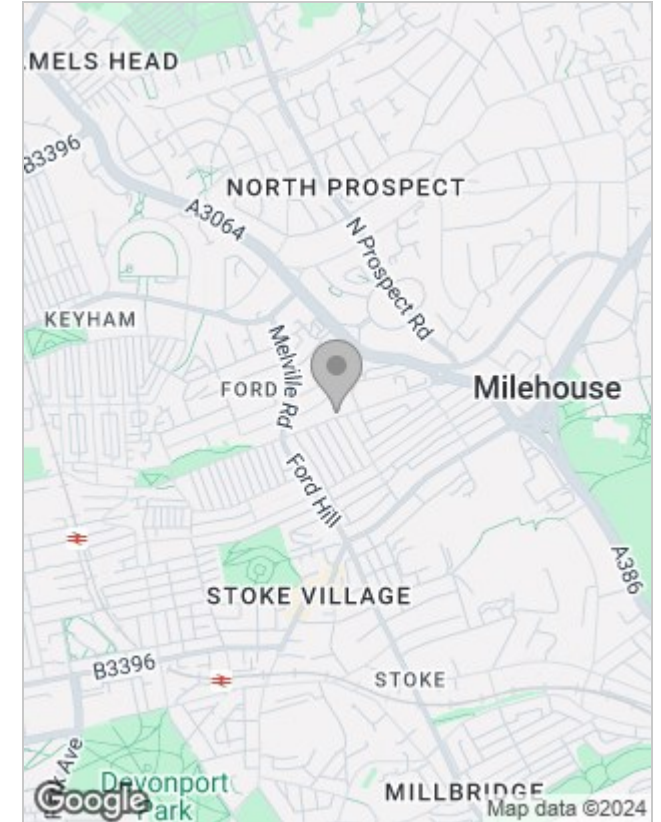 MELS HEAD
B3396
NORTH PROSPECT
A3064
N Prospect Rd
KEYHAM
Melville Rd
FORD
Milehouse
Ford Hill
A386
STOKE VILLAGE
B3396
STOKE
Ave
Devonport
Park
MILLBRIDGE
Google
Map data ©2024